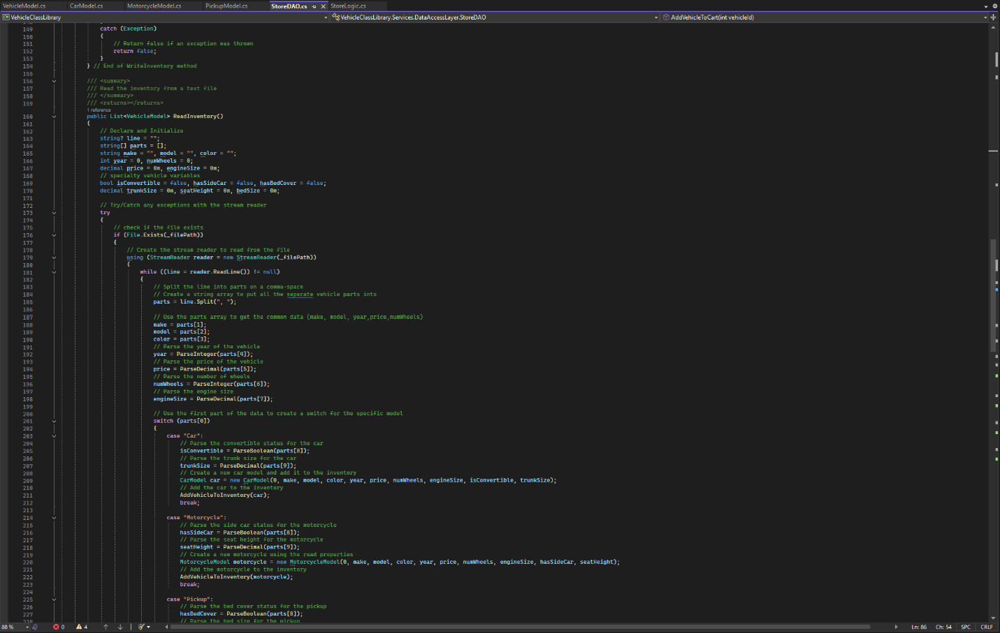 VehicleModel.cs CarModel.cs MotorcycleModel.cs PickupModel.cs StoreDAO.cs StoreLogic.cs
VehicleClassLibrary VehicleClassLibrary.Services.DataAccessLayer.StoreDAO AddVehicleToCart(int vehicleId)
149 catch (Exception)
150 {
151 // Return false if an exception was thrown
152 return false;
153 }
154 } // End of WriteInventory method
155
156 /// <summary>
157 /// Read the inventory from a text file
158 /// </summary>
159 /// <returns></returns>
1 reference
160 public List<VehicleModel> ReadInventory()
161 {
162 // Declare and Initialize
163 string? line = "";
164 string[] parts = [];
165 string make = "", model = "", color = "";
166 int year = 0, numWheels = 0;
167 decimal price = 0m, engineSize = 0m;
168 // specialty vehicle variables
169 bool isConvertible = false, hasSideCar = false, hasBedCover = false;
170 decimal trunkSize = 0m, seatHeight = 0m, bedSize = 0m;
171
172 // Try/Catch any exceptions with the stream reader
173 try
174 {
175 // check if the file exists
176 if (File.Exists(_filePath))
177 {
178 // Create the stream reader to read from the file
179 using (StreamReader reader = new StreamReader(_filePath))
180 {
181 while ((line = reader.ReadLine()) != null)
182 {
183 // Split the line into parts on a comma-space
184 // Create a string array to put all the seperate vehicle parts into
185 parts = line.Split(", ");
186
187 // Use the parts array to get the common data (make, model, year,price,numWheels)
188 make = parts[1];
189 model = parts[2];
190 color = parts[3];
191 // Parse the year of the vehicle
192 year = ParseInteger(parts[4]);
193 // Parse the price of the vehicle
194 price = ParseDecimal(parts[5]);
195 // Parse the number of wheels
196 numWheels = ParseInteger(parts[6]);
197 // Parse the engine size
198 engineSize = ParseDecimal(parts[7]);
199
200 // Use the first part of the data to create a switch for the specific model
201 switch (parts[0])
202 {
203 case "Car":
204 // Parse the convertible status for the car
205 isConvertible = ParseBoolean(parts[8]);
206 // Parse the trunk size for the car
207 trunkSize = ParseDecimal(parts[9]);
208 // Create a new car model and add it to the inventory
209 CarModel car = new CarModel(0, make, model, color, year, price, numWheels, engineSize, isConvertible, trunkSize);
210 // Add the car to the inventory
211 AddVehicleToInventory(car);
212 break;
213
214 case "Motorcycle":
215 // Parse the side car status for the motorcycle
216 hasSideCar = ParseBoolean(parts[8]);
217 // Parse the seat height for the motorcycle
218 seatHeight = ParseDecimal(parts[9]);
219 // Create a new motorcycle using the read properties
220 MotorcycleModel motorcycle = new MotorcycleModel(0, make, model, color, year, price, numWheels, engineSize, hasSideCar, seatHeight);
221 // Add the motorcycle to the inventory
222 AddVehicleToInventory(motorcycle);
223 break;
224
225 case "Pickup":
226 // Parse the bed cover status for the pickup
227 hasBedCover = ParseBoolean(parts[8]);
228 // Parse the bed size for the pickup
88 % 0 4 Ln: 86 Ch: 54 SPC CRLF